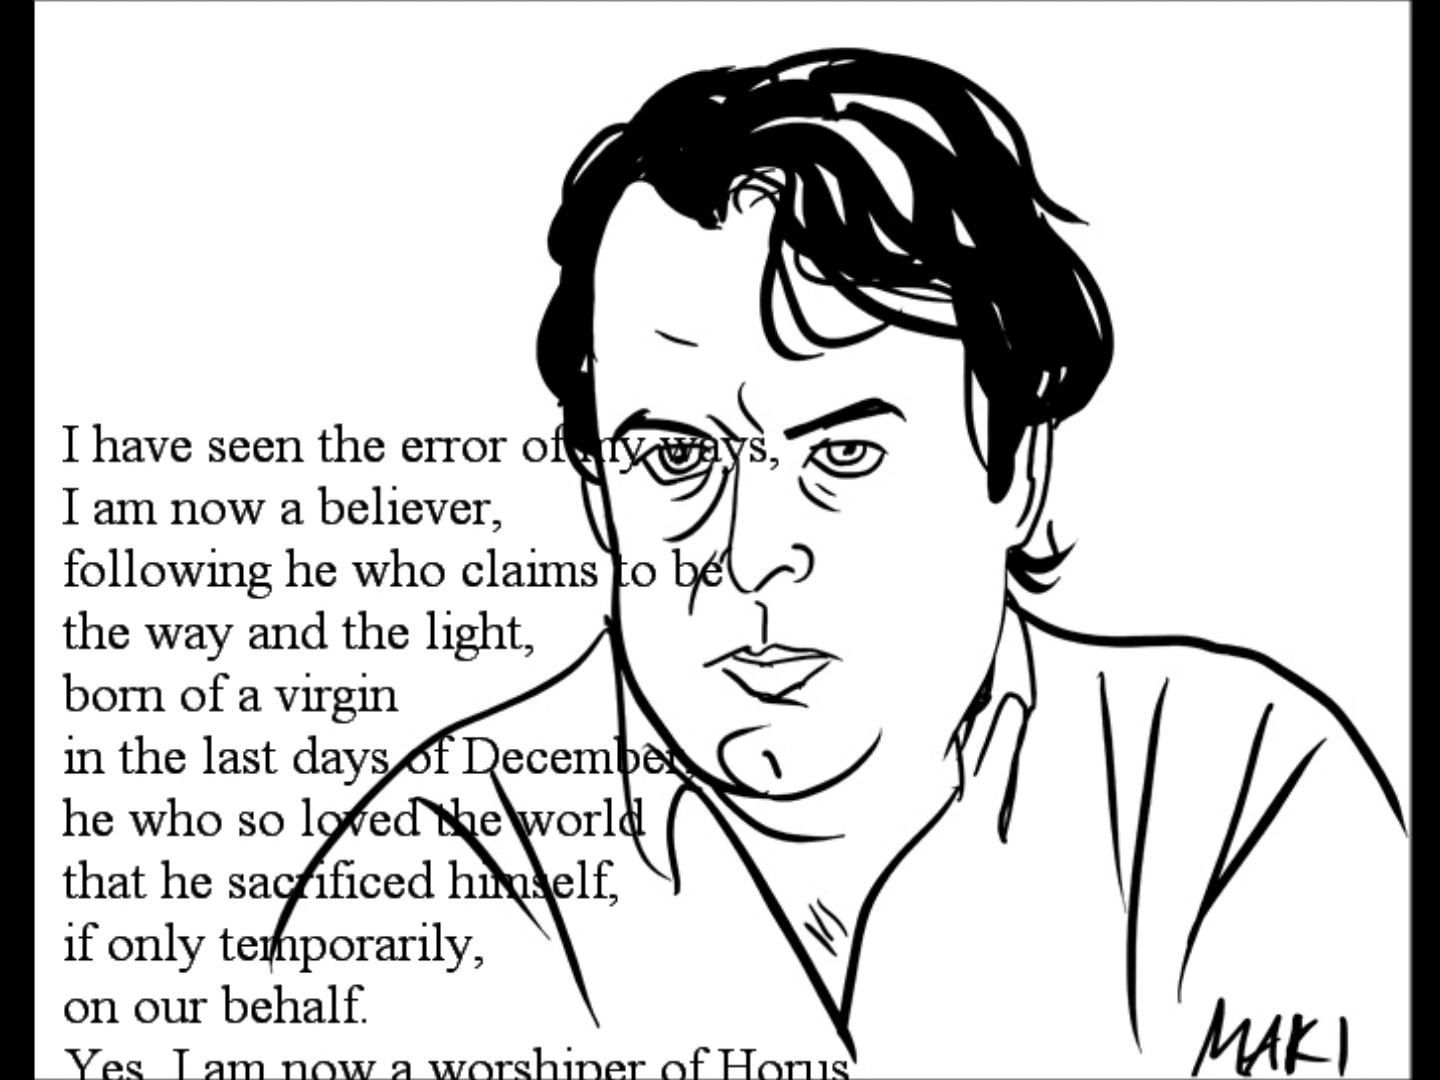 I have seen the error of my ways,
I am now a believer,
following he who claims to be
the way and the light,
born of a virgin
in the last days of December,
he who so loved the world
that he sacrificed himself,
if only temporarily,
on our behalf.
Yes, I am now a worshiper of Horus
MAKI